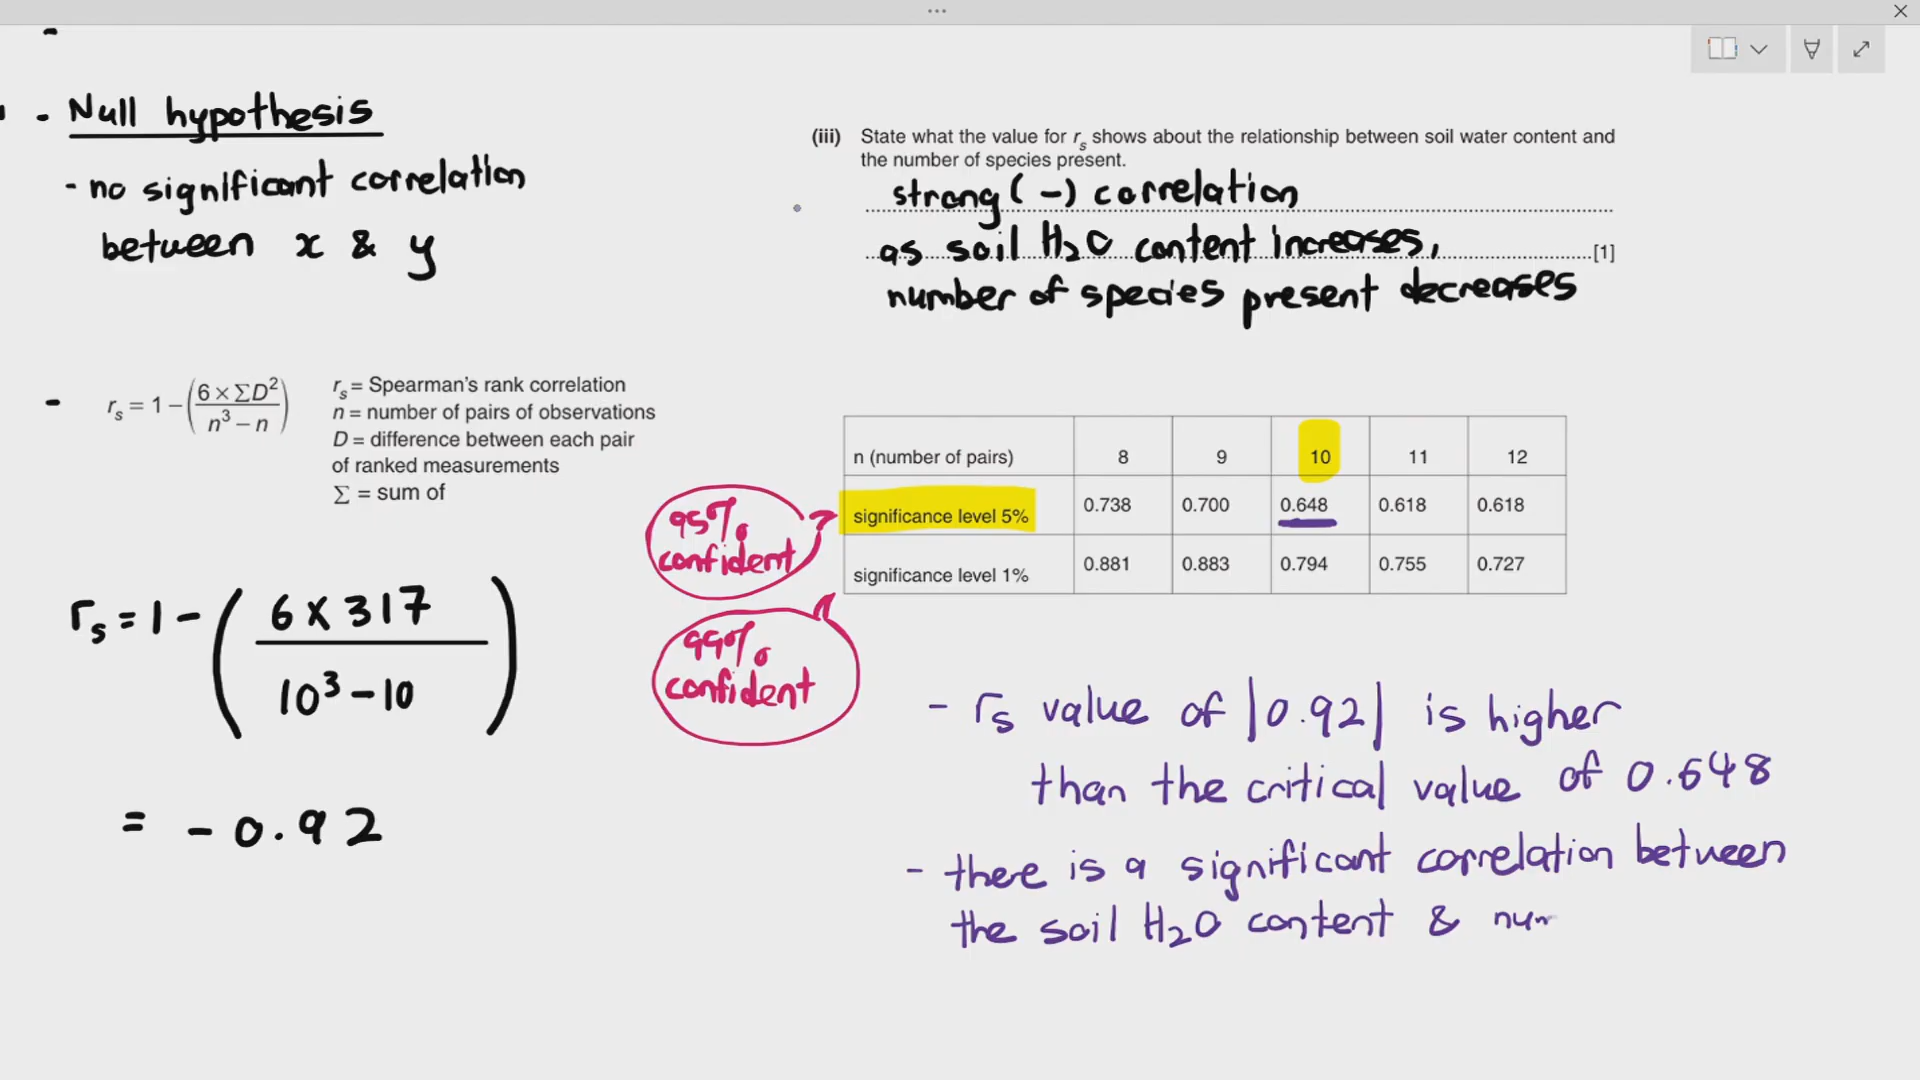 - Null hypothesis
- no significant correlation
between x & y
(iii) State what the value for rₛ shows about the relationship between soil water content and
the number of species present.
strong (-) correlation
as soil H₂O content increases,
[1]
number of species present decreases
- rₛ = 1 − (6 × ΣD² / n³ − n)
rₛ = Spearman's rank correlation
n = number of pairs of observations
D = difference between each pair
of ranked measurements
Σ = sum of
n (number of pairs) 8 9 10 11 12
significance level 5% 0.738 0.700 0.648 0.618 0.618
significance level 1% 0.881 0.883 0.794 0.755 0.727
95%
confident
99%
confident
rₛ = 1 − (6 × 317 / 10³ − 10)
= - 0.92
- rₛ value of |0.92| is higher
than the critical value of 0.648
- there is a significant correlation between
the soil H₂O content &